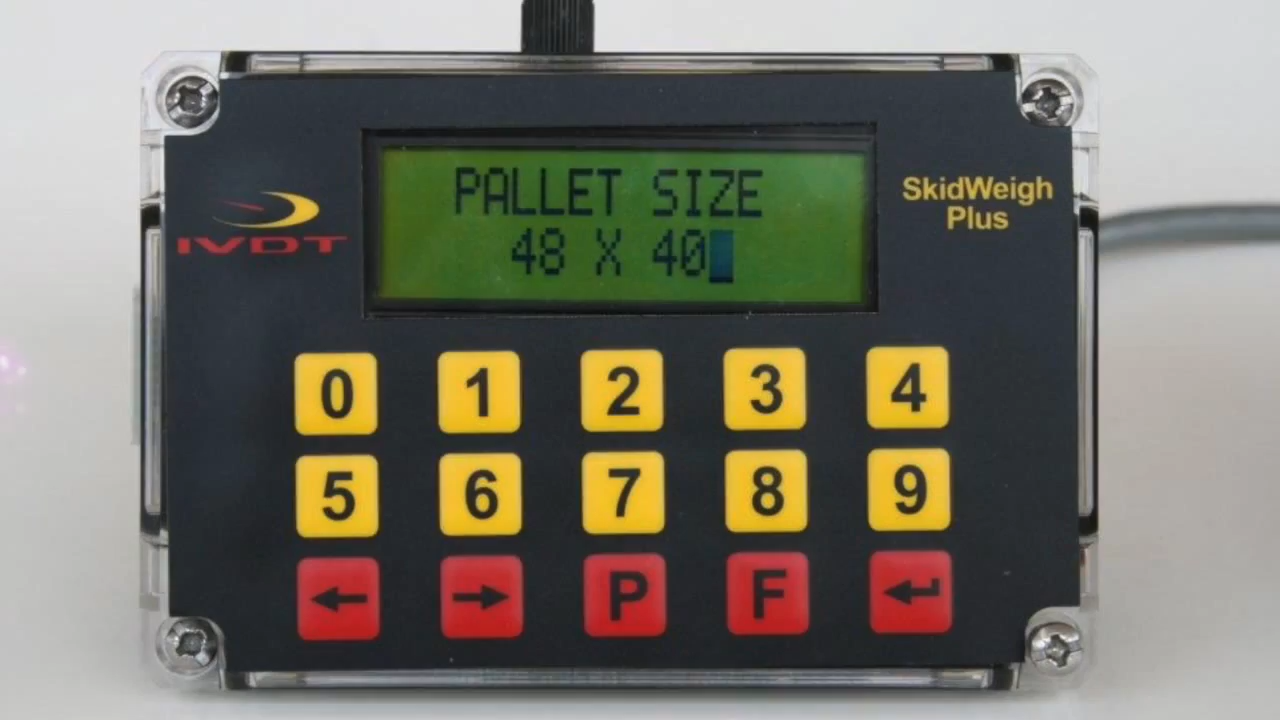 PALLET SIZE
48 X 40
IVDT
SkidWeigh
Plus
0 1 2 3 4
5 6 7 8 9
← → P F ↵